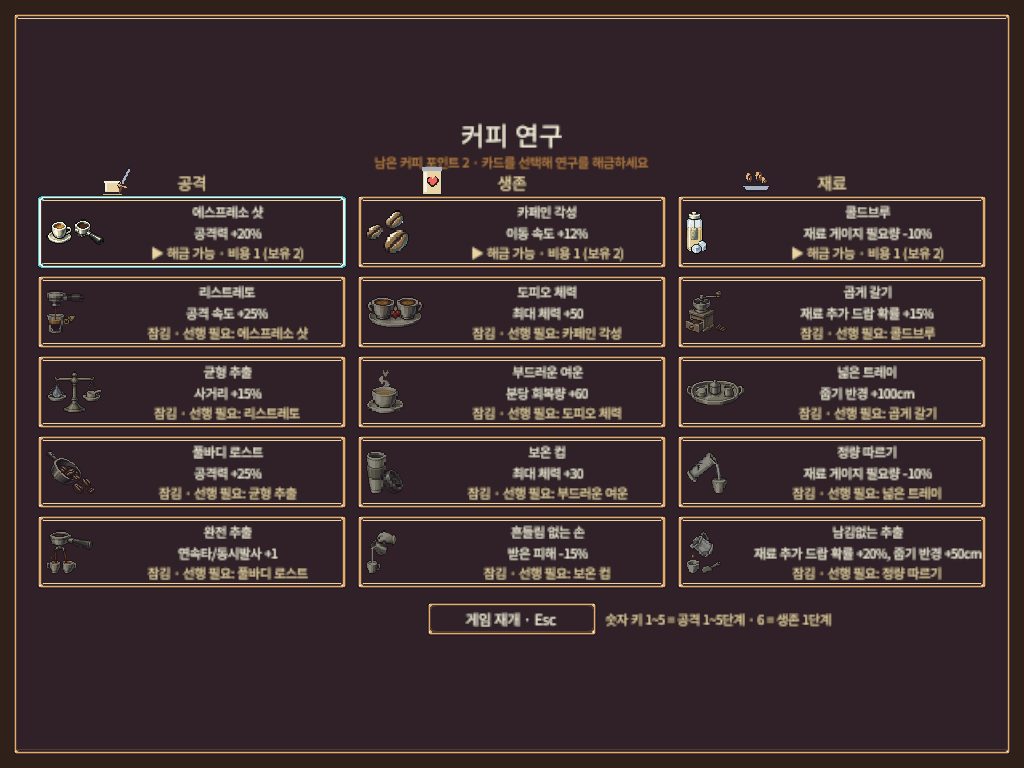 커피 연구
남은 커피 포인트 2 · 카드를 선택해 연구를 해금하세요
공격
생존
재료
에스프레소 샷
공격력 +20%
▶ 해금 가능 · 비용 1 (보유 2)
카페인 각성
이동 속도 +12%
▶ 해금 가능 · 비용 1 (보유 2)
콜드브루
재료 게이지 필요량 -10%
▶ 해금 가능 · 비용 1 (보유 2)
리스트레토
공격 속도 +25%
잠김 · 선행 필요: 에스프레소 샷
도피오 체력
최대 체력 +50
잠김 · 선행 필요: 카페인 각성
곱게 갈기
재료 추가 드랍 확률 +15%
잠김 · 선행 필요: 콜드브루
균형 추출
사거리 +15%
잠김 · 선행 필요: 리스트레토
부드러운 여운
분당 회복량 +60
잠김 · 선행 필요: 도피오 체력
넓은 트레이
줍기 반경 +100cm
잠김 · 선행 필요: 곱게 갈기
풀바디 로스트
공격력 +25%
잠김 · 선행 필요: 균형 추출
보온 컵
최대 체력 +30
잠김 · 선행 필요: 부드러운 여운
정량 따르기
재료 게이지 필요량 -10%
잠김 · 선행 필요: 넓은 트레이
완전 추출
연속타/동시발사 +1
잠김 · 선행 필요: 풀바디 로스트
흔들림 없는 손
받은 피해 -15%
잠김 · 선행 필요: 보온 컵
남김없는 추출
재료 추가 드랍 확률 +20%, 줍기 반경 +50cm
잠김 · 선행 필요: 정량 따르기
게임 재개 · Esc
숫자 키 1~5 = 공격 1~5단계 · 6 = 생존 1단계